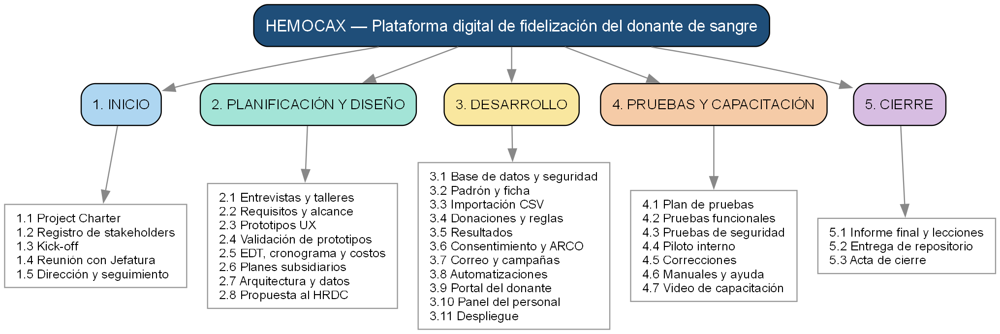 HEMOCAX — Plataforma digital de fidelización del donante de sangre
1. INICIO
2. PLANIFICACIÓN Y DISEÑO
3. DESARROLLO
4. PRUEBAS Y CAPACITACIÓN
5. CIERRE
1.1 Project Charter
1.2 Registro de stakeholders
1.3 Kick-off
1.4 Reunión con Jefatura
1.5 Dirección y seguimiento
2.1 Entrevistas y talleres
2.2 Requisitos y alcance
2.3 Prototipos UX
2.4 Validación de prototipos
2.5 EDT, cronograma y costos
2.6 Planes subsidiarios
2.7 Arquitectura y datos
2.8 Propuesta al HRDC
3.1 Base de datos y seguridad
3.2 Padrón y ficha
3.3 Importación CSV
3.4 Donaciones y reglas
3.5 Resultados
3.6 Consentimiento y ARCO
3.7 Correo y campañas
3.8 Automatizaciones
3.9 Portal del donante
3.10 Panel del personal
3.11 Despliegue
4.1 Plan de pruebas
4.2 Pruebas funcionales
4.3 Pruebas de seguridad
4.4 Piloto interno
4.5 Correcciones
4.6 Manuales y ayuda
4.7 Video de capacitación
5.1 Informe final y lecciones
5.2 Entrega de repositorio
5.3 Acta de cierre